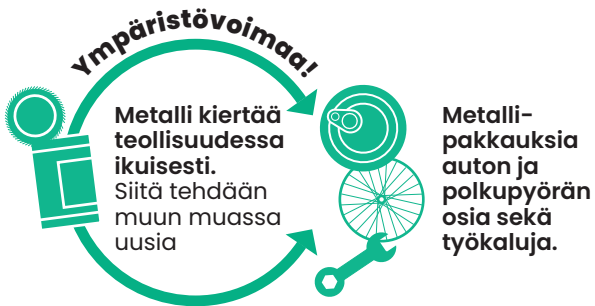 Ympäristövoimaa!
Metalli kiertää
teollisuudessa
ikuisesti.
Siitä tehdään
muun muassa
uusia
Metalli-
pakkauksia
auton ja
polkupyörän
osia sekä
työkaluja.